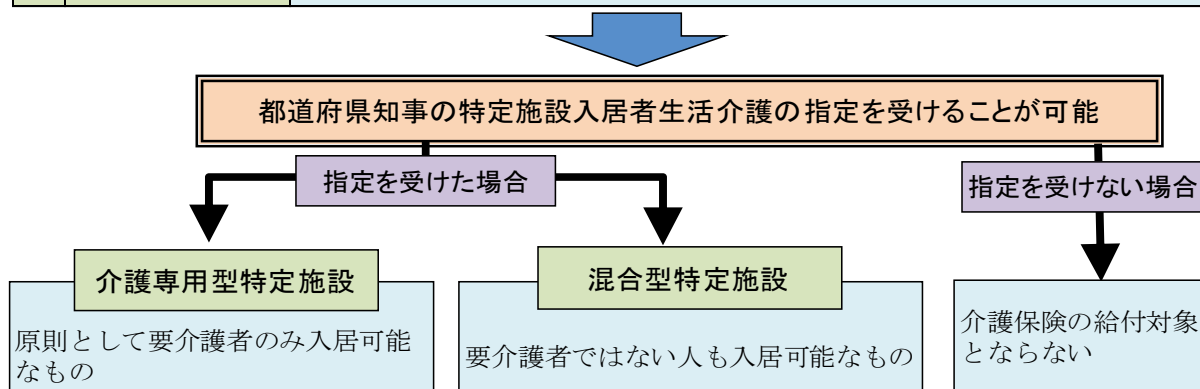 都道府県知事の特定施設入居者生活介護の指定を受けることが可能
指定を受けた場合
指定を受けない場合
介護専用型特定施設
混合型特定施設
原則として要介護者のみ入居可能
なもの
要介護者ではない人も入居可能なもの
介護保険の給付対象
とならない